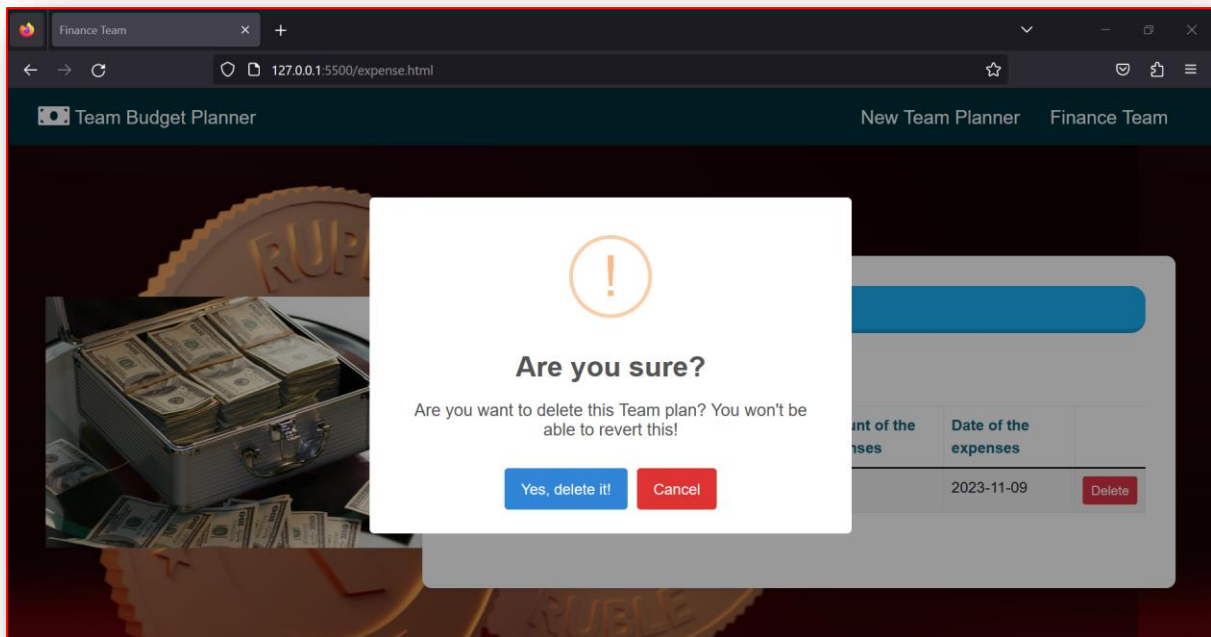 Finance Team
127.0.0.1:5500/expense.html
Team Budget Planner
New Team Planner
Finance Team
RUP
!
Are you sure?
Are you want to delete this Team plan? You won't be
able to revert this!
Yes, delete it!
Cancel
of the
Date of the
expenses
2023-11-09
Delete
RUBLE